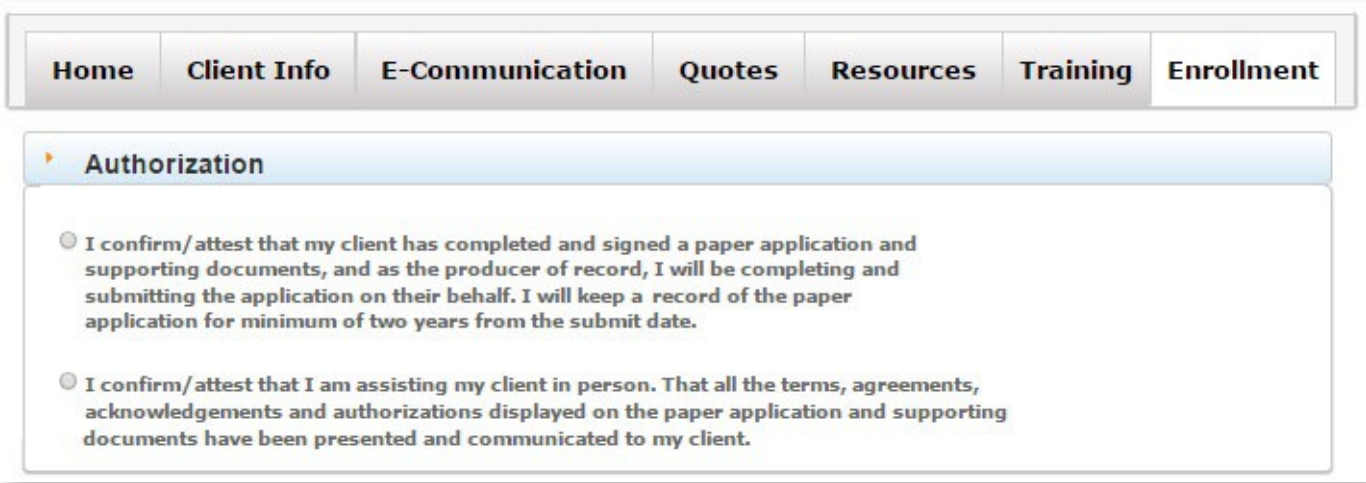 Home Client Info E-Communication Quotes Resources Training Enrollment
Authorization
I confirm/attest that my client has completed and signed a paper application and
supporting documents, and as the producer of record, I will be completing and
submitting the application on their behalf. I will keep a record of the paper
application for minimum of two years from the submit date.
I confirm/attest that I am assisting my client in person. That all the terms, agreements,
acknowledgements and authorizations displayed on the paper application and supporting
documents have been presented and communicated to my client.